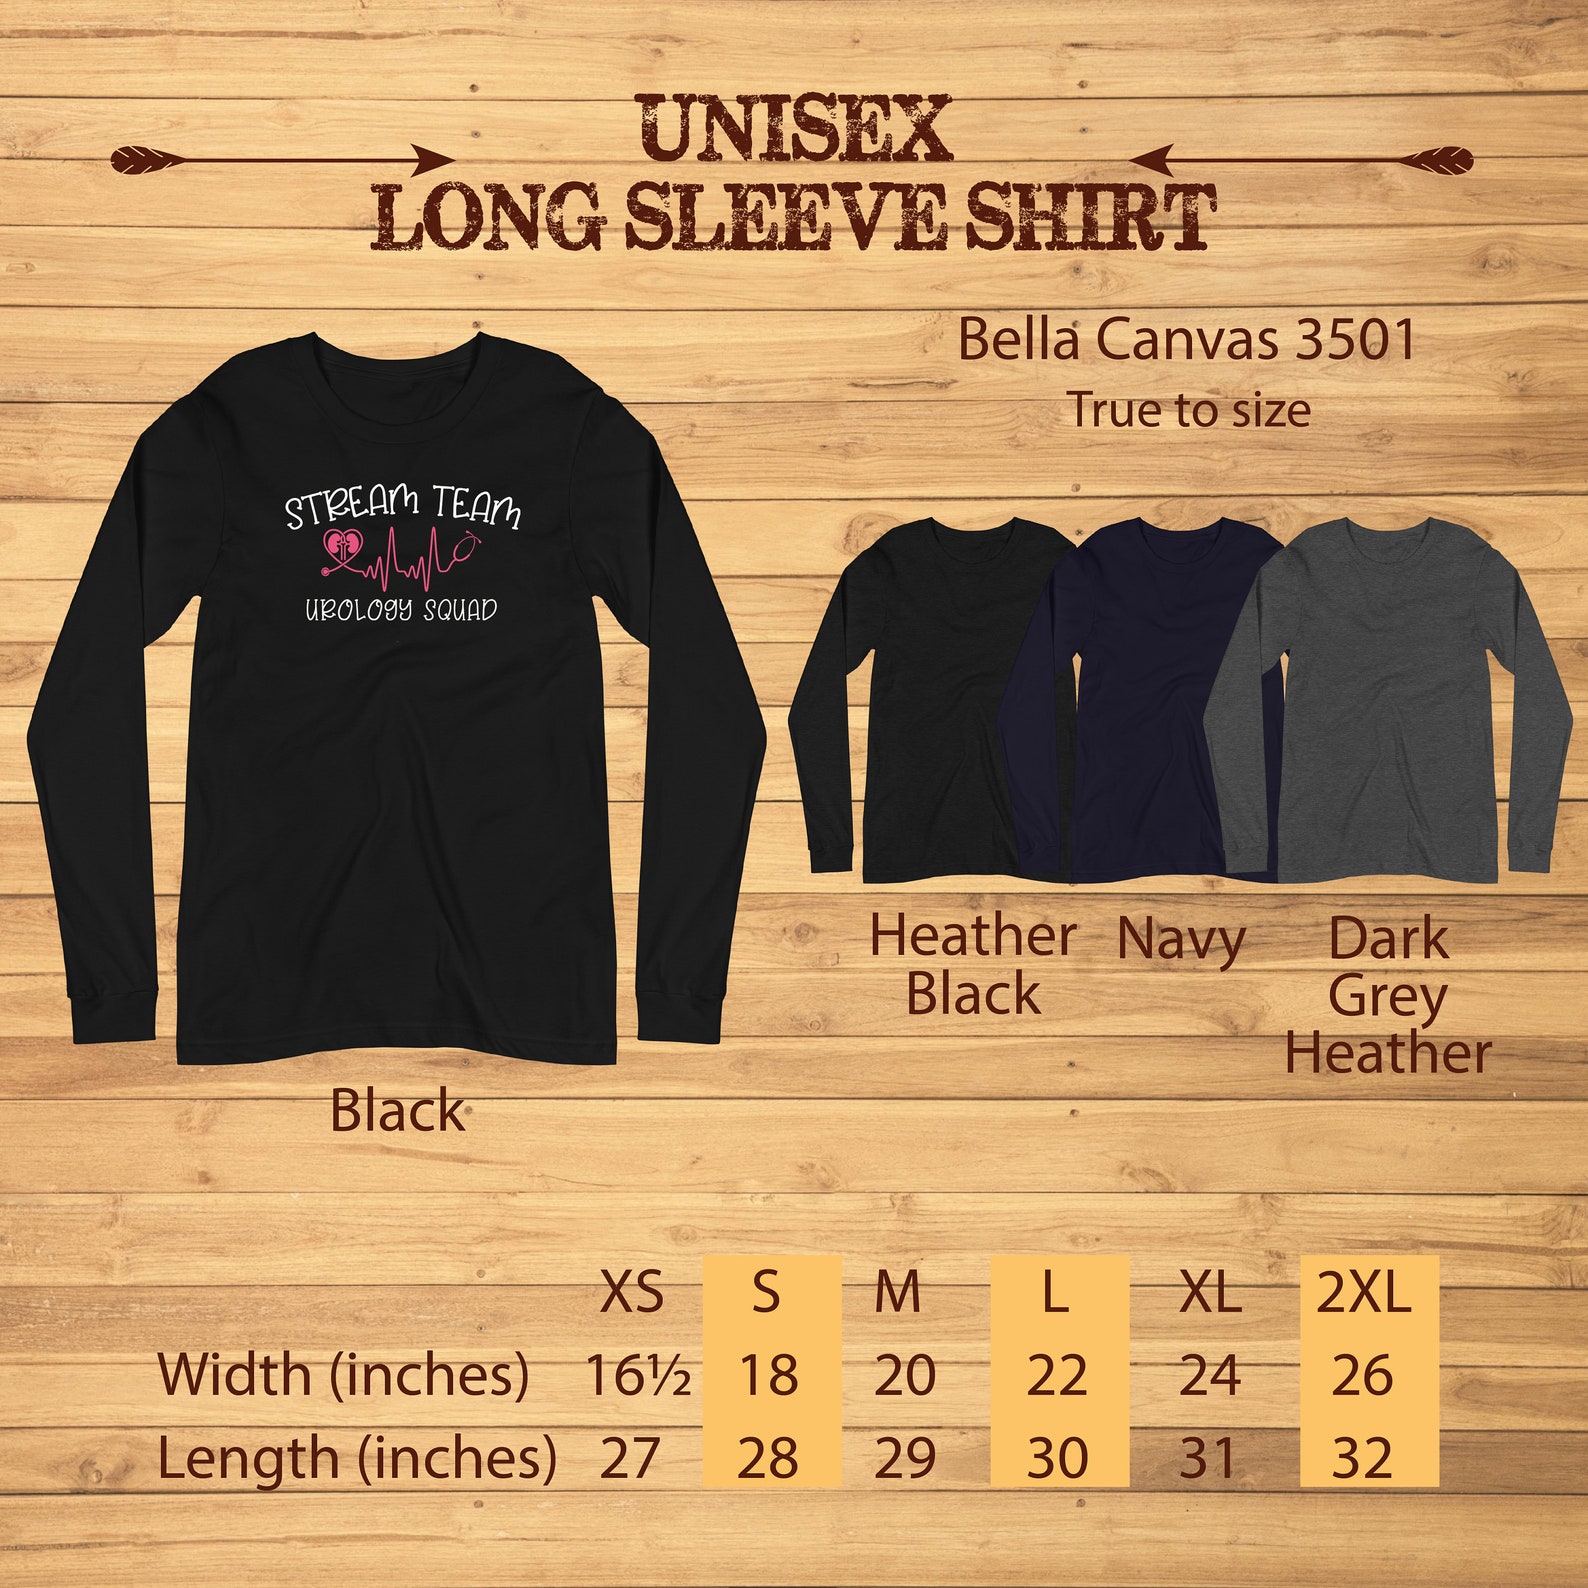 UNISEX
LONG SLEEVE SHIRT
Bella Canvas 3501
True to size
STREAM TEAM
UROLOGY SQUAD
Black
Heather
Black
Navy
Dark
Grey
Heather
XS S M L XL 2XL
Width (inches) 16½ 18 20 22 24 26
Length (inches) 27 28 29 30 31 32